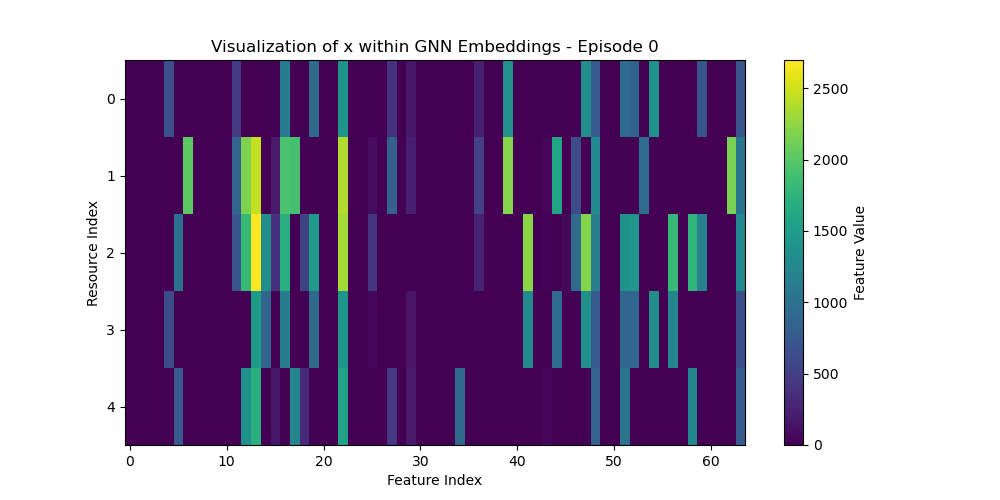 Visualization of x within GNN Embeddings - Episode 0
Resource Index
0
1
2
3
4
0 10 20 30 40 50 60
Feature Index
2500
2000
1500
1000
500
0
Feature Value